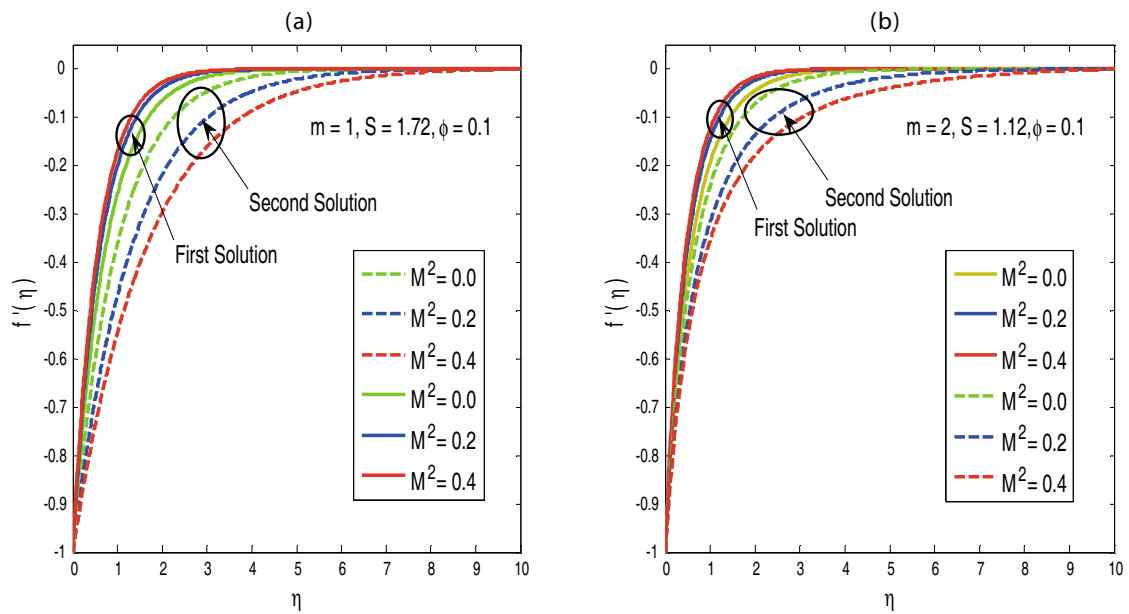 (a)
0
-0.1
-0.2
-0.3
-0.4
-0.5
-0.6
-0.7
-0.8
-0.9
-1
f '( η)
m = 1, S = 1.72, ϕ = 0.1
Second Solution
First Solution
M² = 0.0
M² = 0.2
M² = 0.4
M² = 0.0
M² = 0.2
M² = 0.4
0 1 2 3 4 5 6 7 8 9 10
η
(b)
0
-0.1
-0.2
-0.3
-0.4
-0.5
-0.6
-0.7
-0.8
-0.9
-1
f '( η)
m = 2, S = 1.12, ϕ = 0.1
Second Solution
First Solution
M² = 0.0
M² = 0.2
M² = 0.4
M² = 0.0
M² = 0.2
M² = 0.4
0 1 2 3 4 5 6 7 8 9 10
η